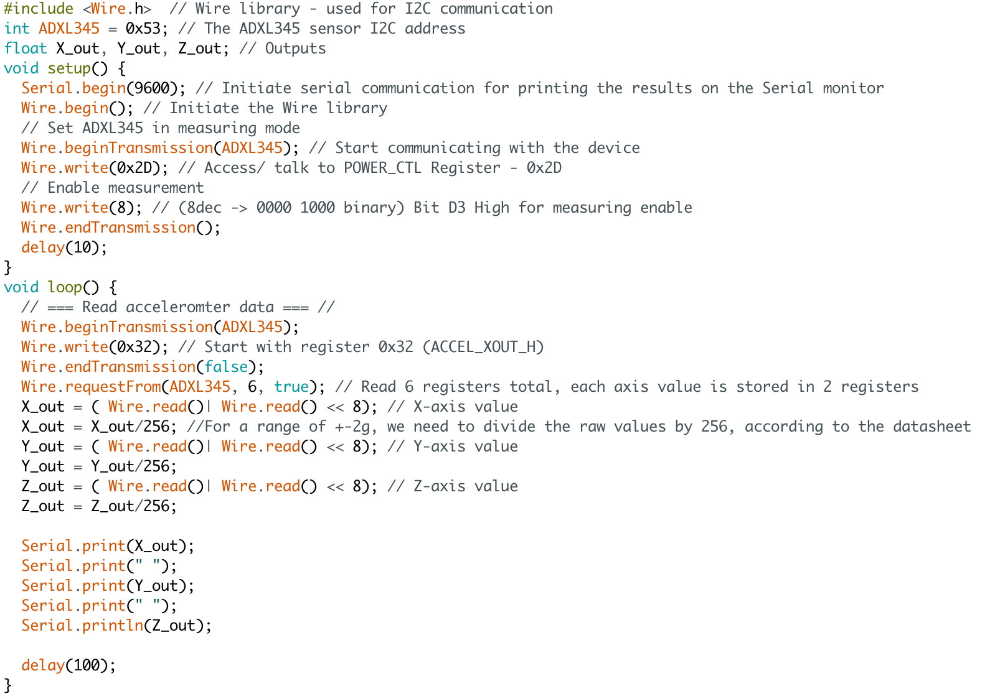 #include <Wire.h>  // Wire library - used for I2C communication
int ADXL345 = 0x53; // The ADXL345 sensor I2C address
float X_out, Y_out, Z_out; // Outputs
void setup() {
  Serial.begin(9600); // Initiate serial communication for printing the results on the Serial monitor
  Wire.begin(); // Initiate the Wire library
  // Set ADXL345 in measuring mode
  Wire.beginTransmission(ADXL345); // Start communicating with the device
  Wire.write(0x2D); // Access/ talk to POWER_CTL Register - 0x2D
  // Enable measurement
  Wire.write(8); // (8dec -> 0000 1000 binary) Bit D3 High for measuring enable
  Wire.endTransmission();
  delay(10);
}
void loop() {
  // === Read acceleromter data === //
  Wire.beginTransmission(ADXL345);
  Wire.write(0x32); // Start with register 0x32 (ACCEL_XOUT_H)
  Wire.endTransmission(false);
  Wire.requestFrom(ADXL345, 6, true); // Read 6 registers total, each axis value is stored in 2 registers
  X_out = ( Wire.read()| Wire.read() << 8); // X-axis value
  X_out = X_out/256; //For a range of +-2g, we need to divide the raw values by 256, according to the datasheet
  Y_out = ( Wire.read()| Wire.read() << 8); // Y-axis value
  Y_out = Y_out/256;
  Z_out = ( Wire.read()| Wire.read() << 8); // Z-axis value
  Z_out = Z_out/256;

  Serial.print(X_out);
  Serial.print(" ");
  Serial.print(Y_out);
  Serial.print(" ");
  Serial.println(Z_out);

  delay(100);
}